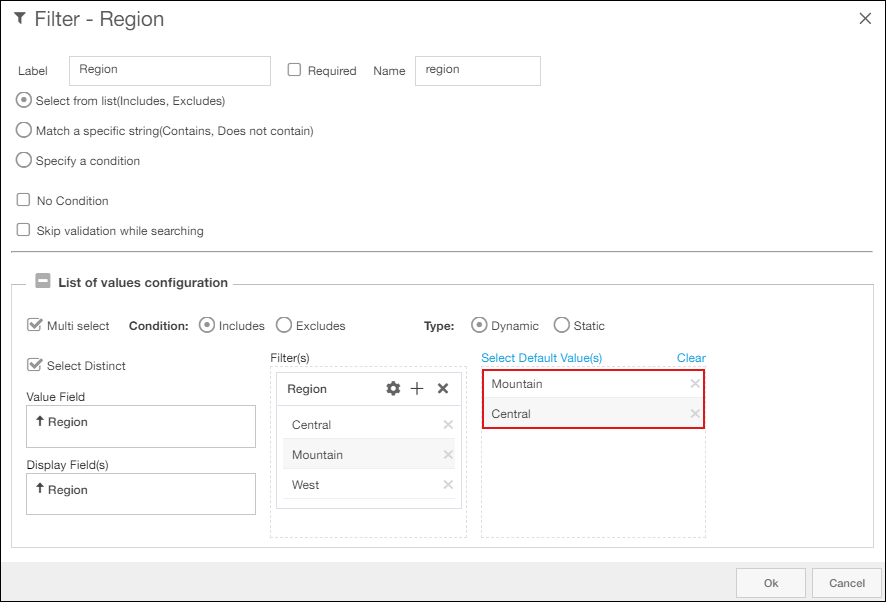 Filter - Region
Label Region Required Name region
Select from list(Includes, Excludes)
Match a specific string(Contains, Does not contain)
Specify a condition
No Condition
Skip validation while searching
List of values configuration
Multi select Condition: Includes Excludes Type: Dynamic Static
Select Distinct
Filter(s)
Select Default Value(s) Clear
Value Field
Region
Display Field(s)
Region
Region
Central
Mountain
West
Mountain
Central
Ok Cancel